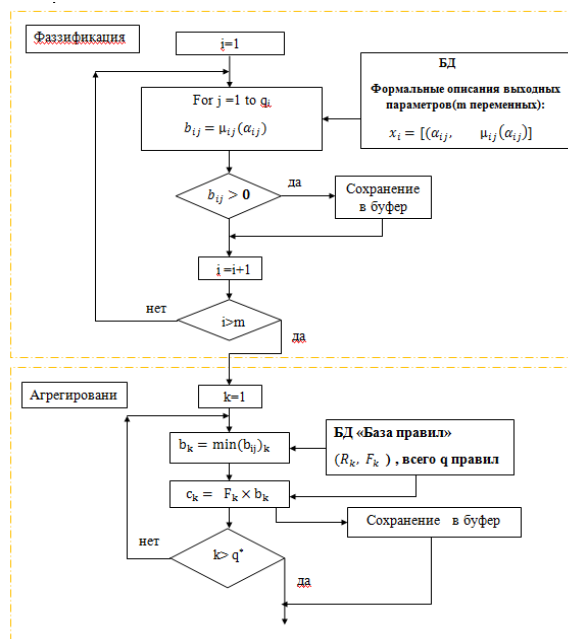 Фаззификация
i=1
БД
Формальные описания выходных
параметров(m переменных):
x_i = [(α_ij, μ_ij(α_ij)]
For j =1 to q_i
b_ij = μ_ij(α_ij)
b_ij > 0
да
Сохранение
в буфер
i =i+1
нет
i>m
да
Агрегировани
k=1
БД «База правил»
(R_k, F_k ) , всего q правил
b_k = min(b_ij)_k
c_k = F_k × b_k
Сохранение в буфер
нет
k> q*
да